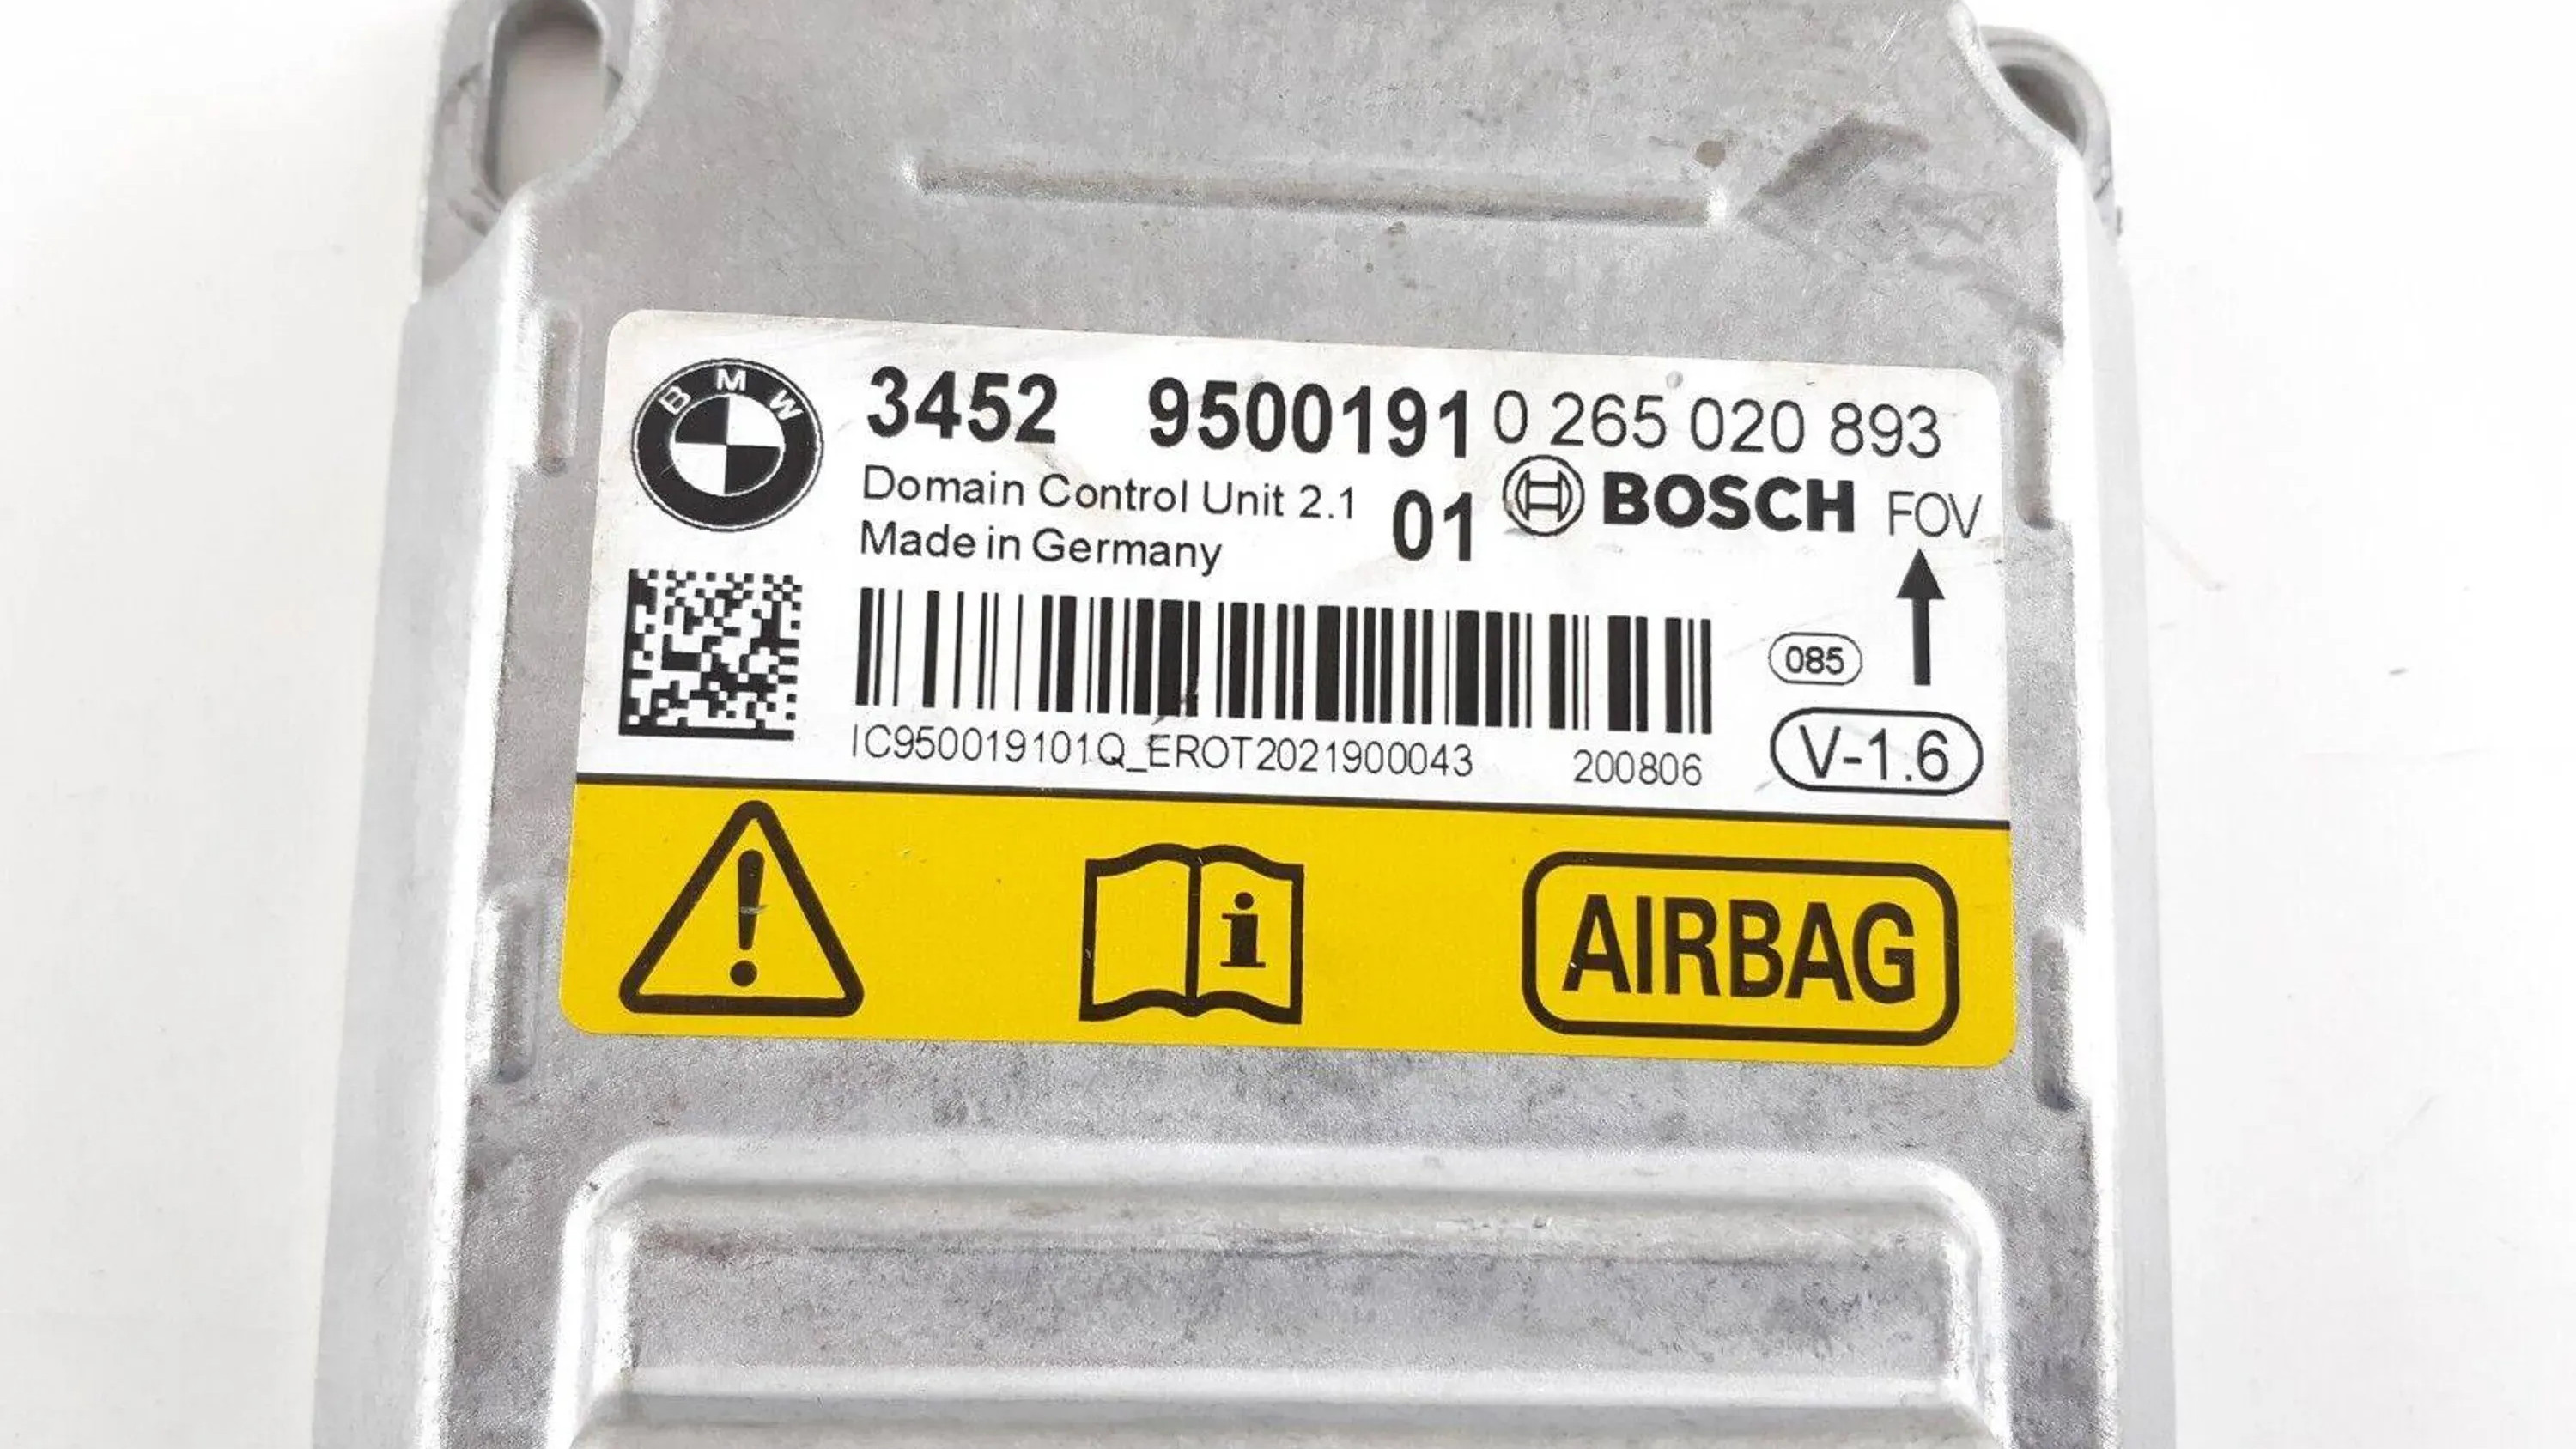 BMW
3452 9500191 0 265 020 893
Domain Control Unit 2.1 01 BOSCH FOV
Made in Germany
085
IC950019101Q_EROT2021900043 200806 V-1.6
i
AIRBAG